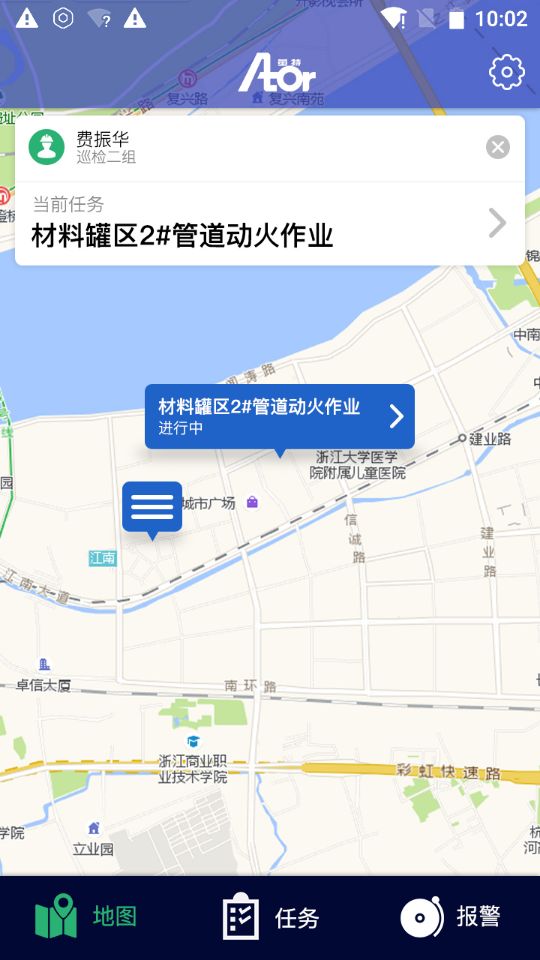 10:02
Ator
复兴路
复兴南苑
费振华
巡检二组
当前任务
材料罐区2#管道动火作业
中南
闻涛路
材料罐区2#管道动火作业
进行中
建业路
浙江大学医学
院附属儿童医院
园
城市广场
信诚路
建业路
江南
江南大道
卓信大厦
南环路
浙江商业职
业技术学院
彩虹快速路
学院
立业园
地图
任务
报警